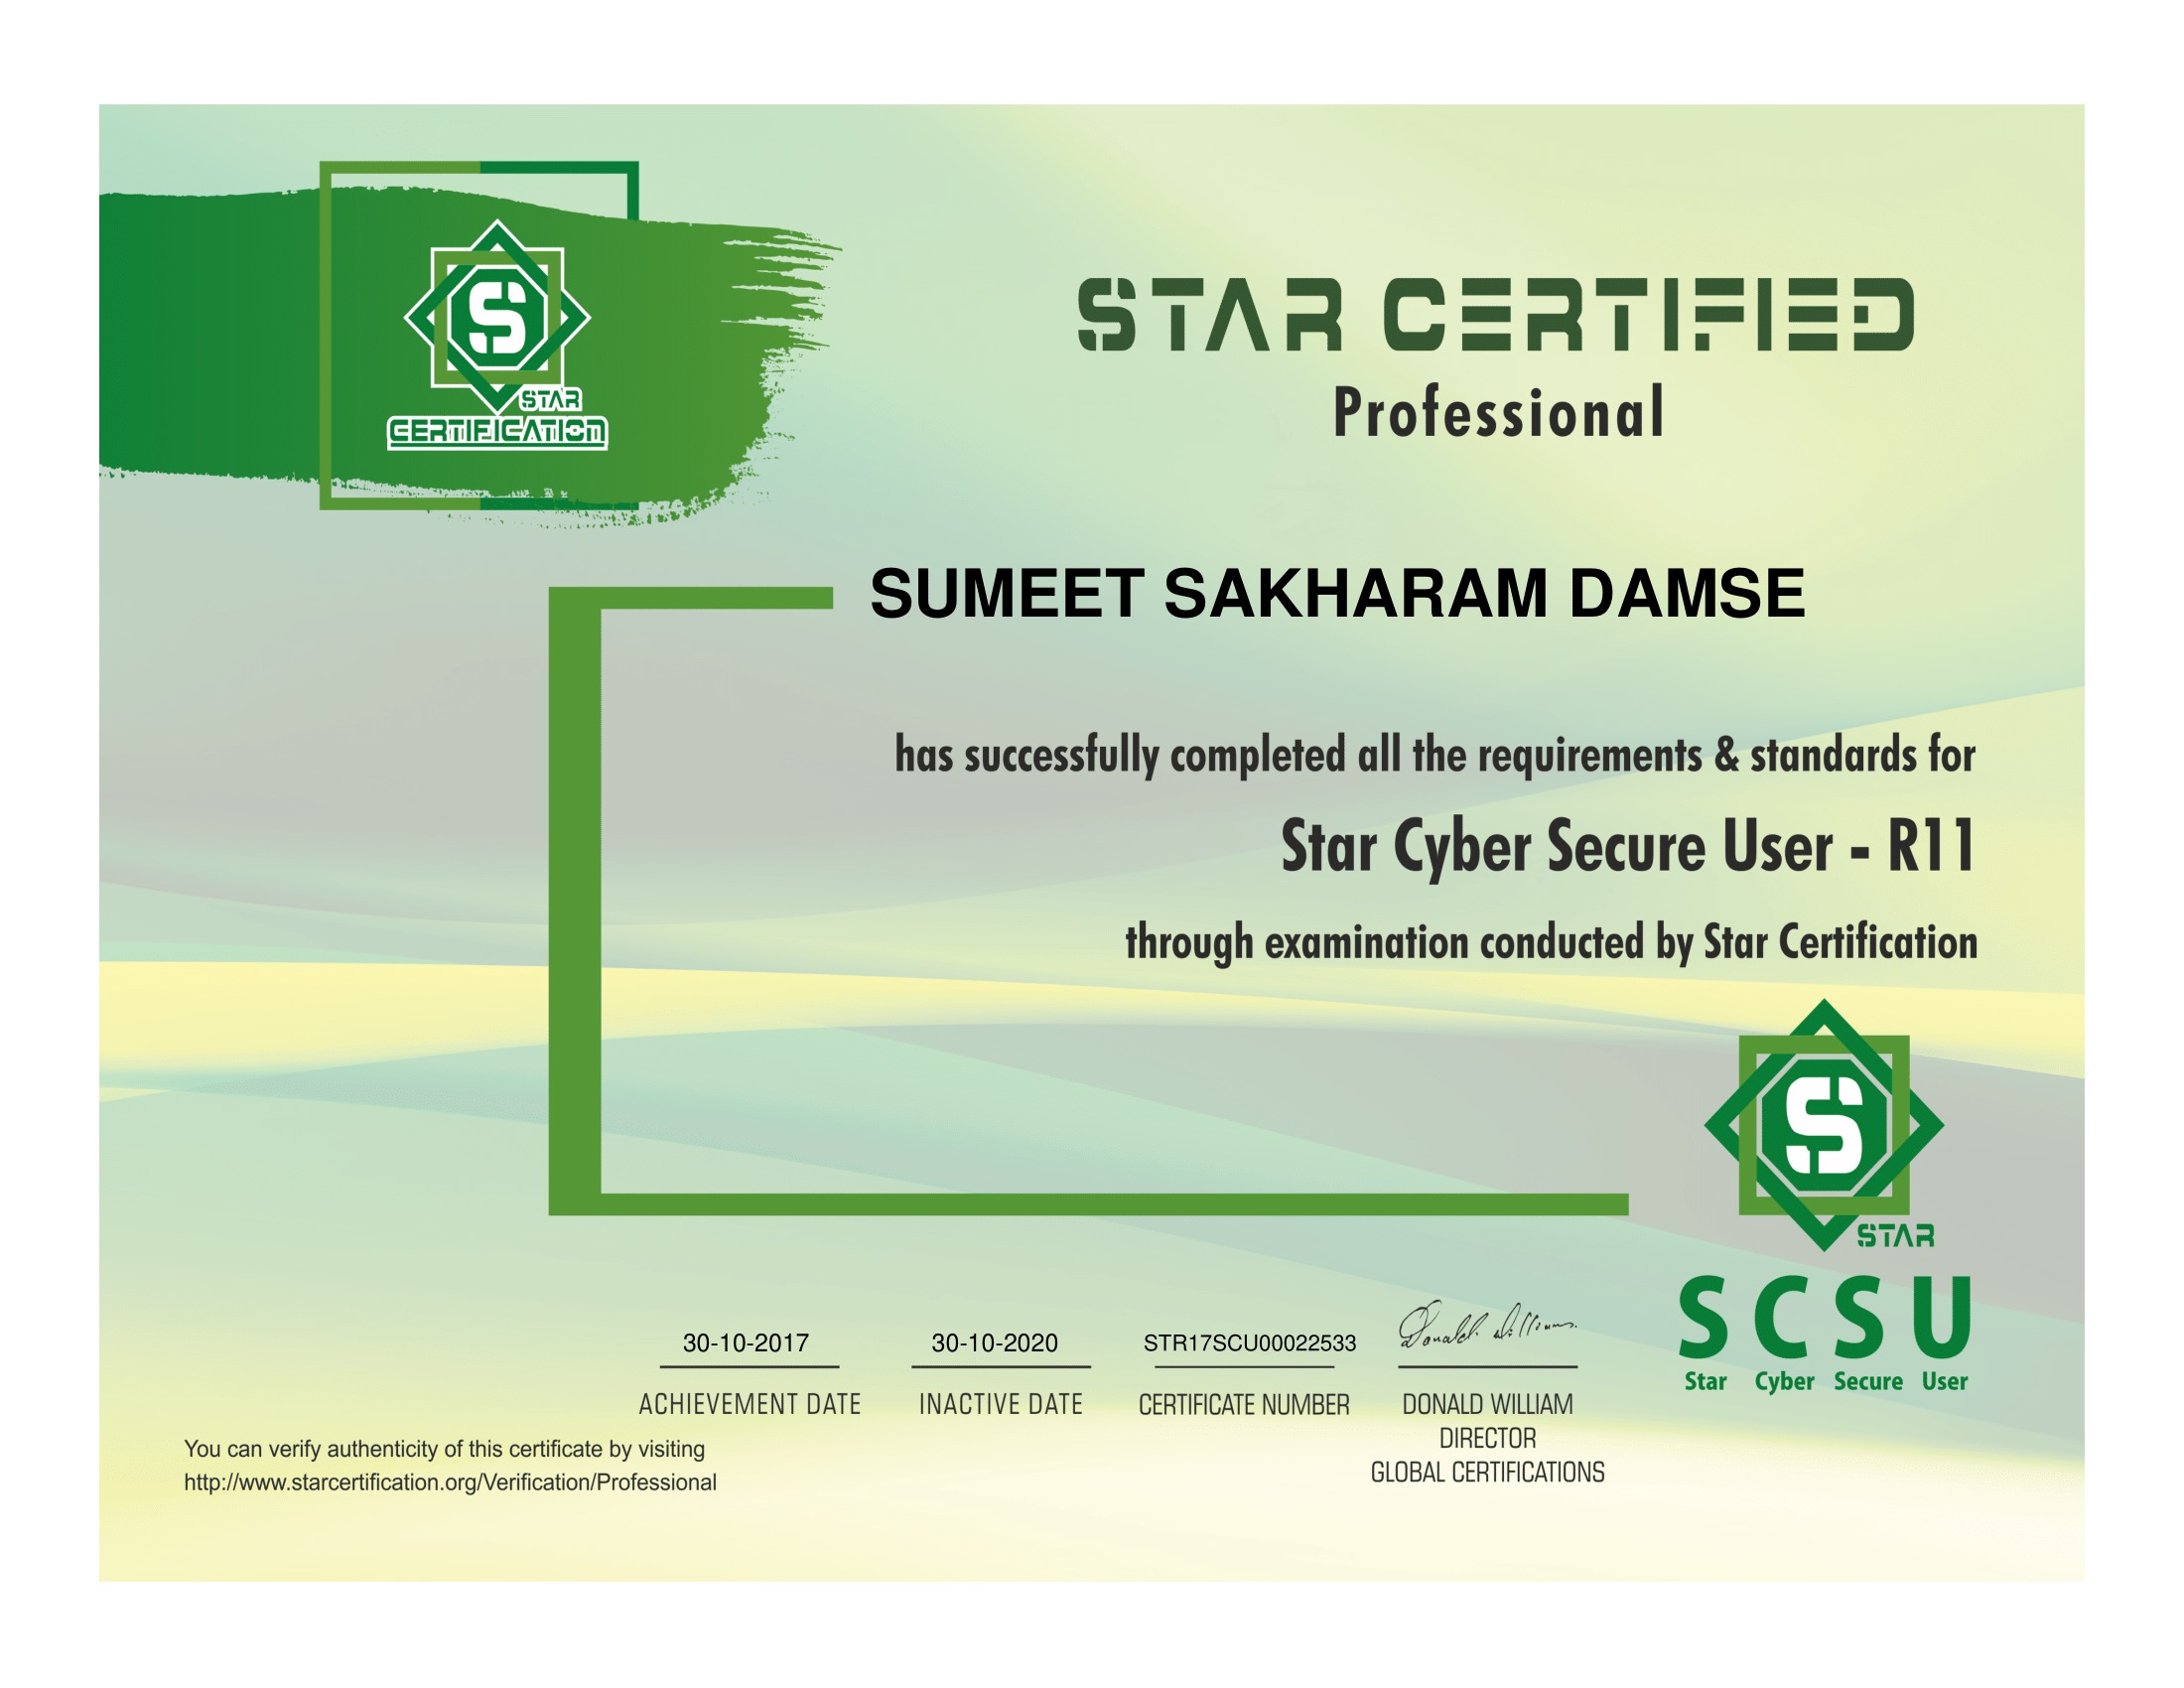 STAR
CERTIFICATION
STAR CERTIFIED
Professional
SUMEET SAKHARAM DAMSE
has successfully completed all the requirements & standards for
Star Cyber Secure User - R11
through examination conducted by Star Certification
S
STAR
SCSU
Star Cyber Secure User
30-10-2017
ACHIEVEMENT DATE
30-10-2020
INACTIVE DATE
STR17SCU00022533
CERTIFICATE NUMBER
Donald William
DONALD WILLIAM
DIRECTOR
GLOBAL CERTIFICATIONS
You can verify authenticity of this certificate by visiting
http://www.starcertification.org/Verification/Professional